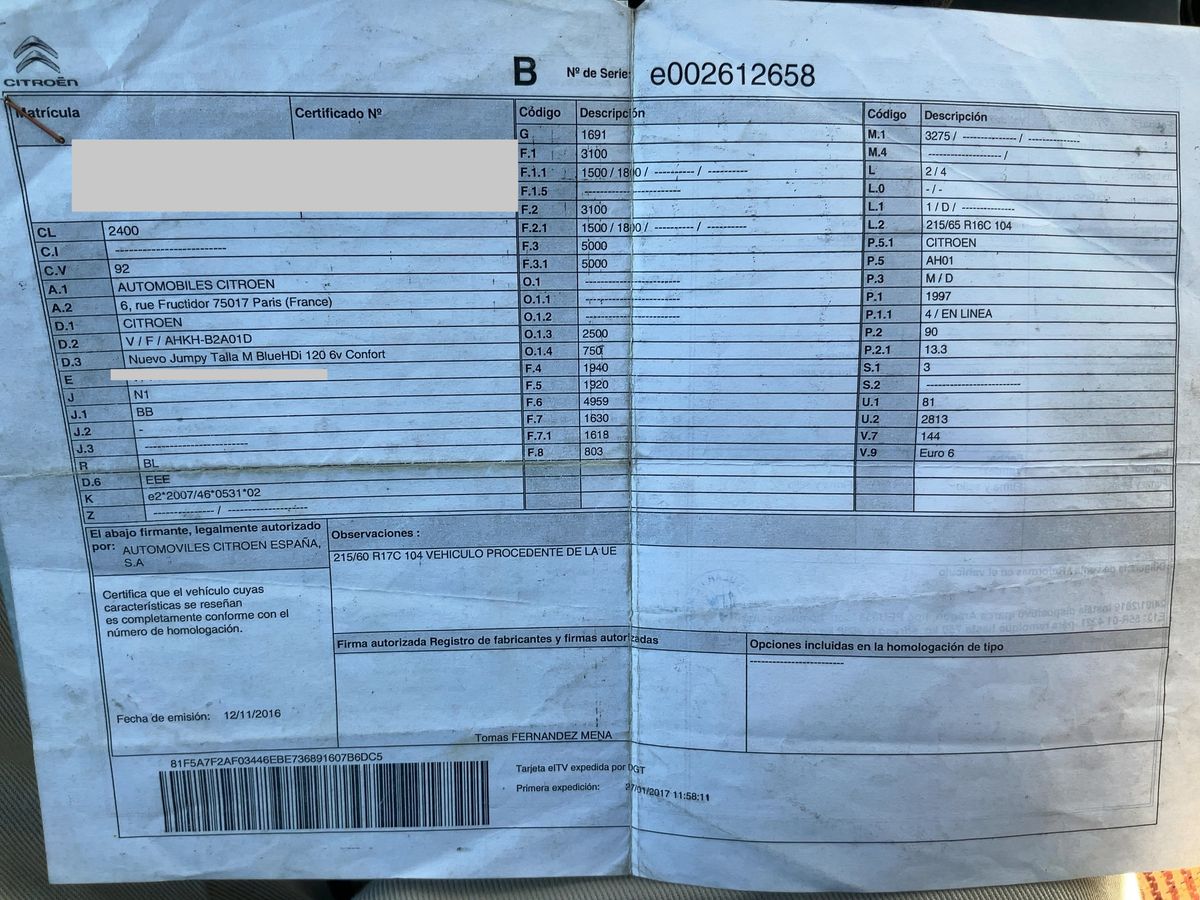 CITROËN
B Nº de Serie: e002612658
Matrícula Certificado Nº
CL 2400
C.I -------------------------
C.V 92
A.1 AUTOMOBILES CITROEN
A.2 6, rue Fructidor 75017 Paris (France)
D.1 CITROEN
D.2 V / F / AHKH-B2A01D
D.3 Nuevo Jumpy Talla M BlueHDi 120 6v Confort
E
J N1
J.1 BB
J.2 -
J.3 -----------------------
R BL
D.6 EEE
K e2*2007/46*0531*02
Z --------------- / ------------------
Código Descripción
G 1691
F.1 3100
F.1.1 1500 / 1800 / ---------- / ----------
F.1.5 ------------------------
F.2 3100
F.2.1 1500 / 1800 / ---------- / ----------
F.3 5000
F.3.1 5000
O.1 ------------------------
O.1.1 ------------------------
O.1.2 ------------------------
O.1.3 2500
O.1.4 750
F.4 1940
F.5 1920
F.6 4959
F.7 1630
F.7.1 1618
F.8 803
Código Descripción
M.1 3275 / -------------- / --------------
M.4 ------------------- /
L 2 / 4
L.0 - / -
L.1 1 / D / --------------
L.2 215/65 R16C 104
P.5.1 CITROEN
P.5 AH01
P.3 M / D
P.1 1997
P.1.1 4 / EN LINEA
P.2 90
P.2.1 13.3
S.1 3
S.2 ------------------------
U.1 81
U.2 2813
V.7 144
V.9 Euro 6
El abajo firmante, legalmente autorizado
por: AUTOMOVILES CITROEN ESPAÑA,
S.A
Certifica que el vehículo cuyas
características se reseñan
es completamente conforme con el
número de homologación.
Fecha de emisión: 12/11/2016
Observaciones :
215/60 R17C 104 VEHICULO PROCEDENTE DE LA UE
Firma autorizada Registro de fabricantes y firmas autorizadas
Tomas FERNANDEZ MENA
Opciones incluidas en la homologación de tipo
------------------------
81F5A7F2AF03446EBE736891607B6DC5
Tarjeta eITV expedida por DGT
Primera expedición: 27/01/2017 11:58:11